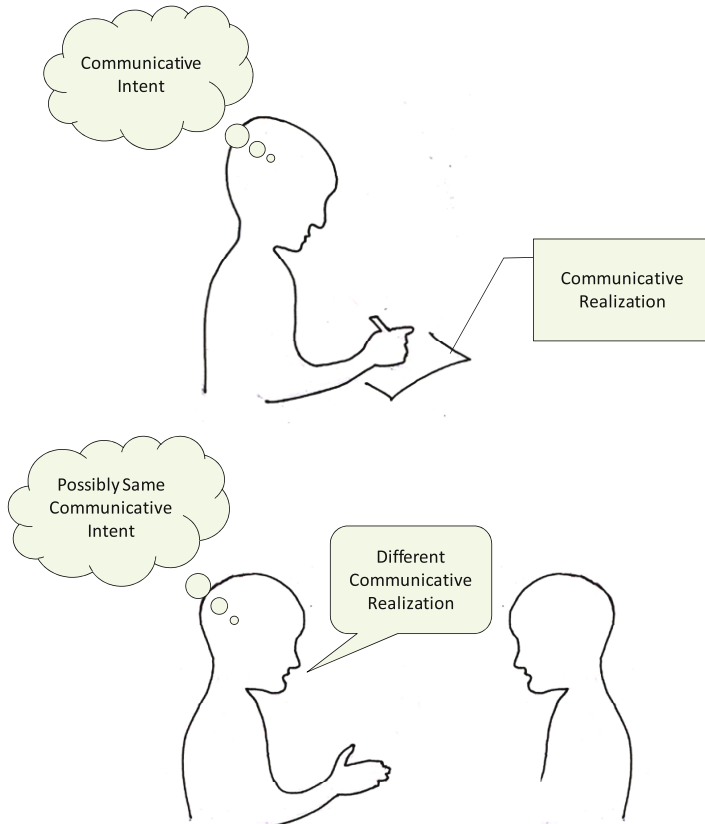 Communicative
Intent
Communicative
Realization
Possibly Same
Communicative
Intent
Different
Communicative
Realization